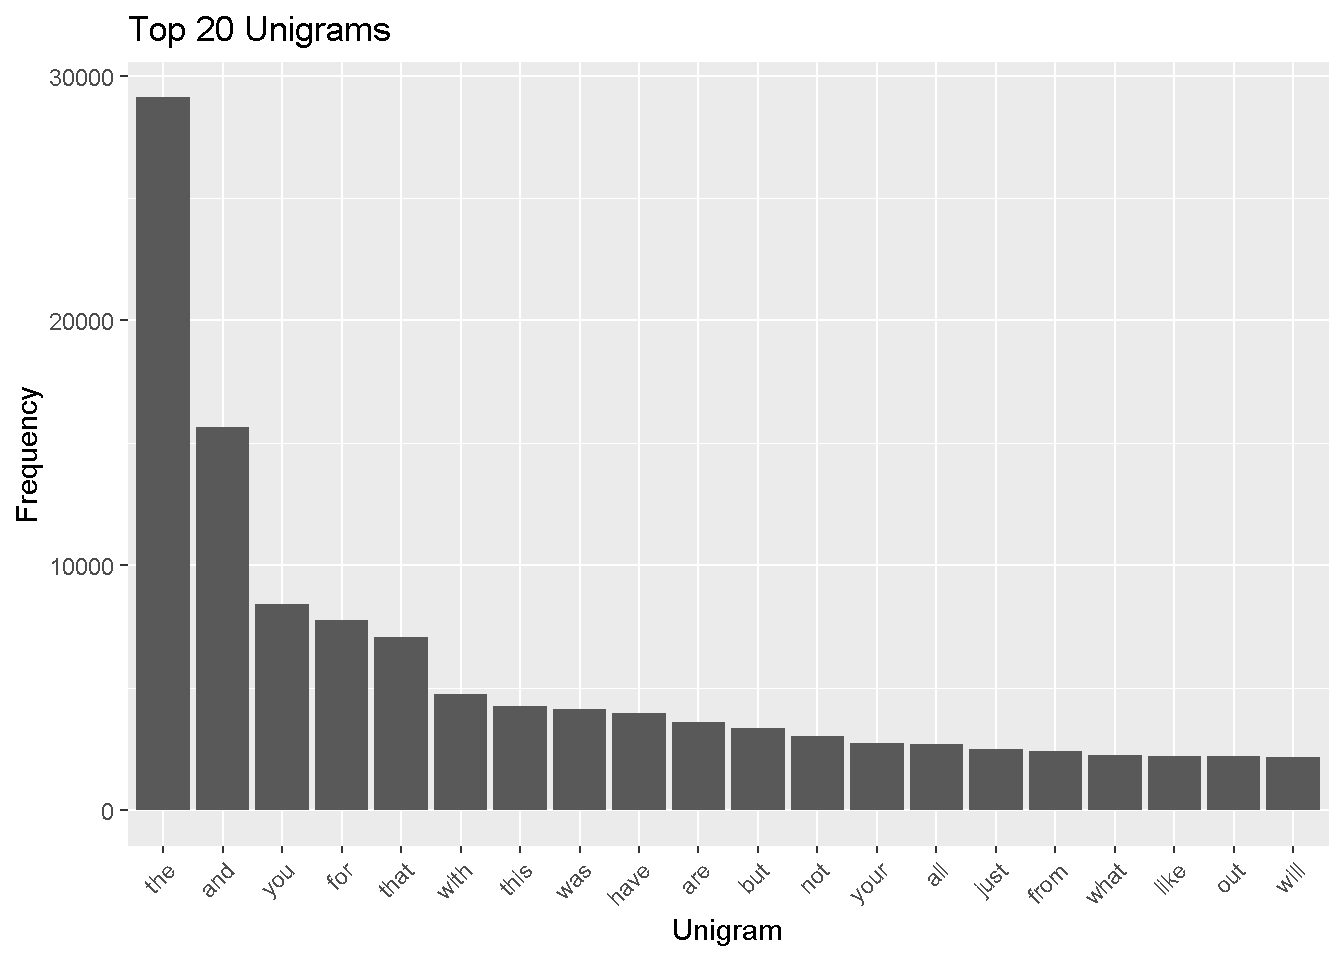 Top 20 Unigrams
30000
20000
10000
0
Frequency
the and you for that with this was have are but not your all just from what like out will
Unigram